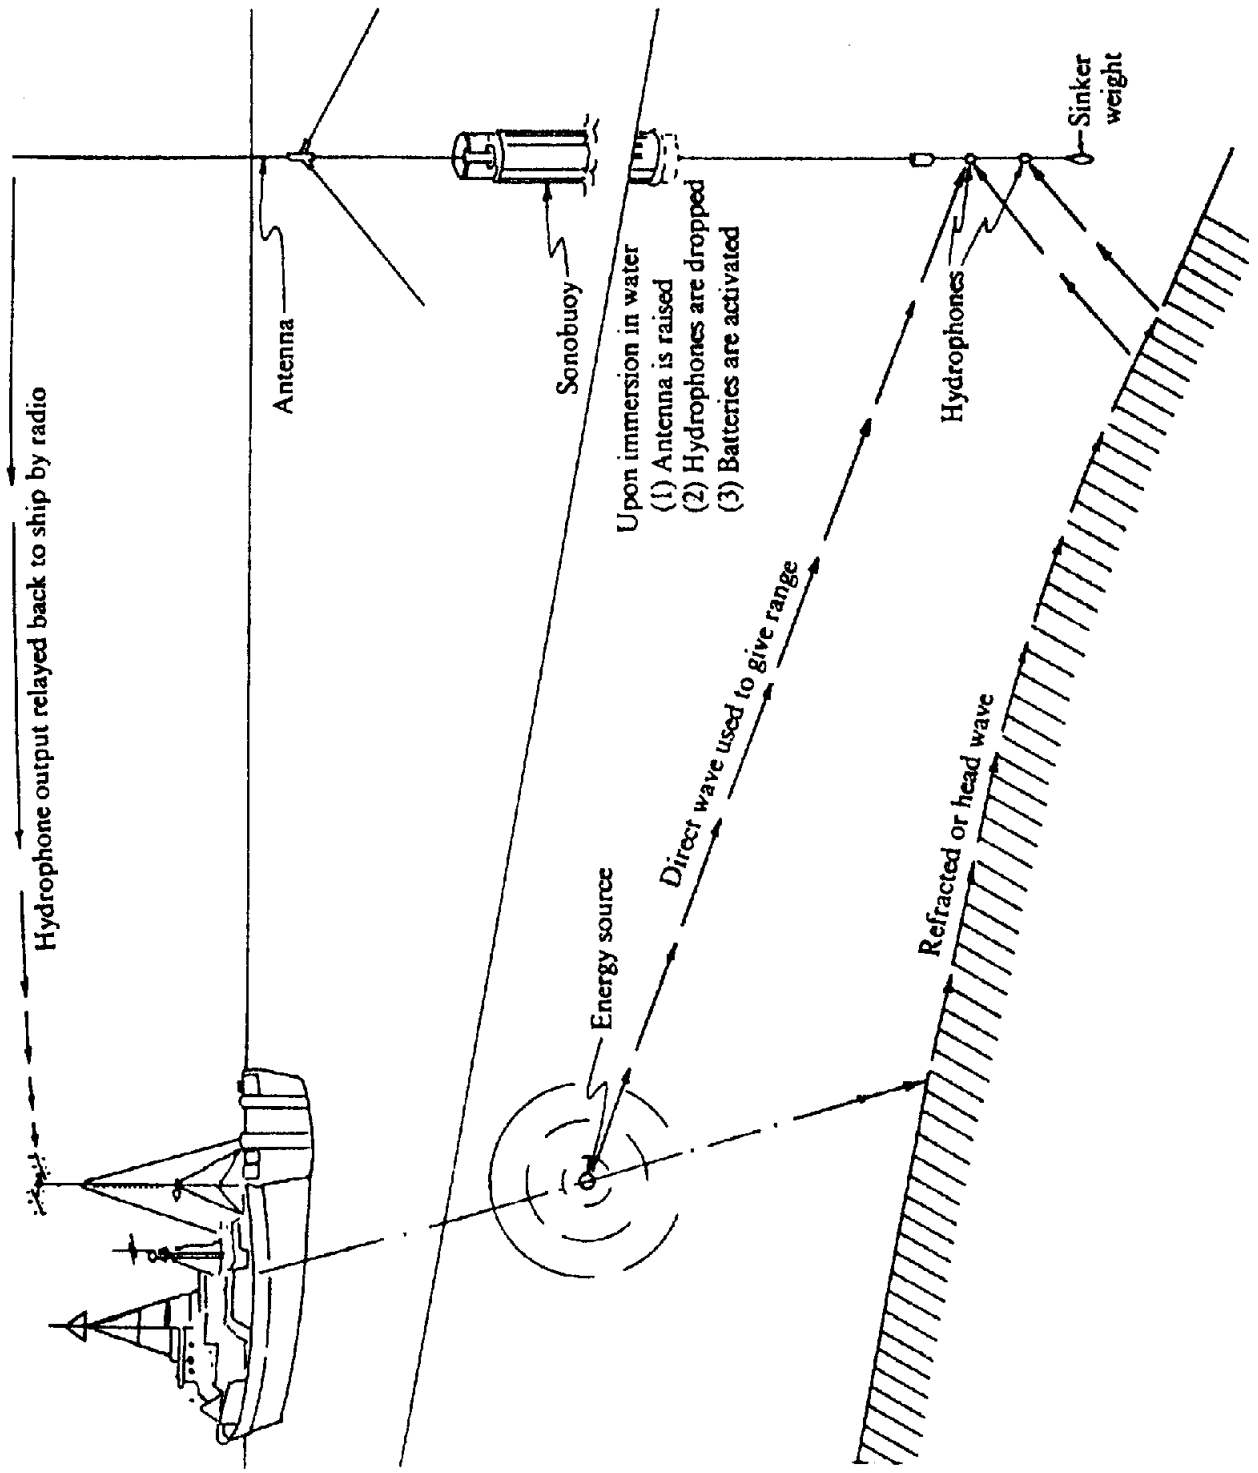 Hydrophone output relayed back to ship by radio
Antenna
Sonobuoy
Upon immersion in water
(1) Antenna is raised
(2) Hydrophones are dropped
(3) Batteries are activated
Energy source
Direct wave used to give range
Hydrophones
Sinker
weight
Refracted or head wave